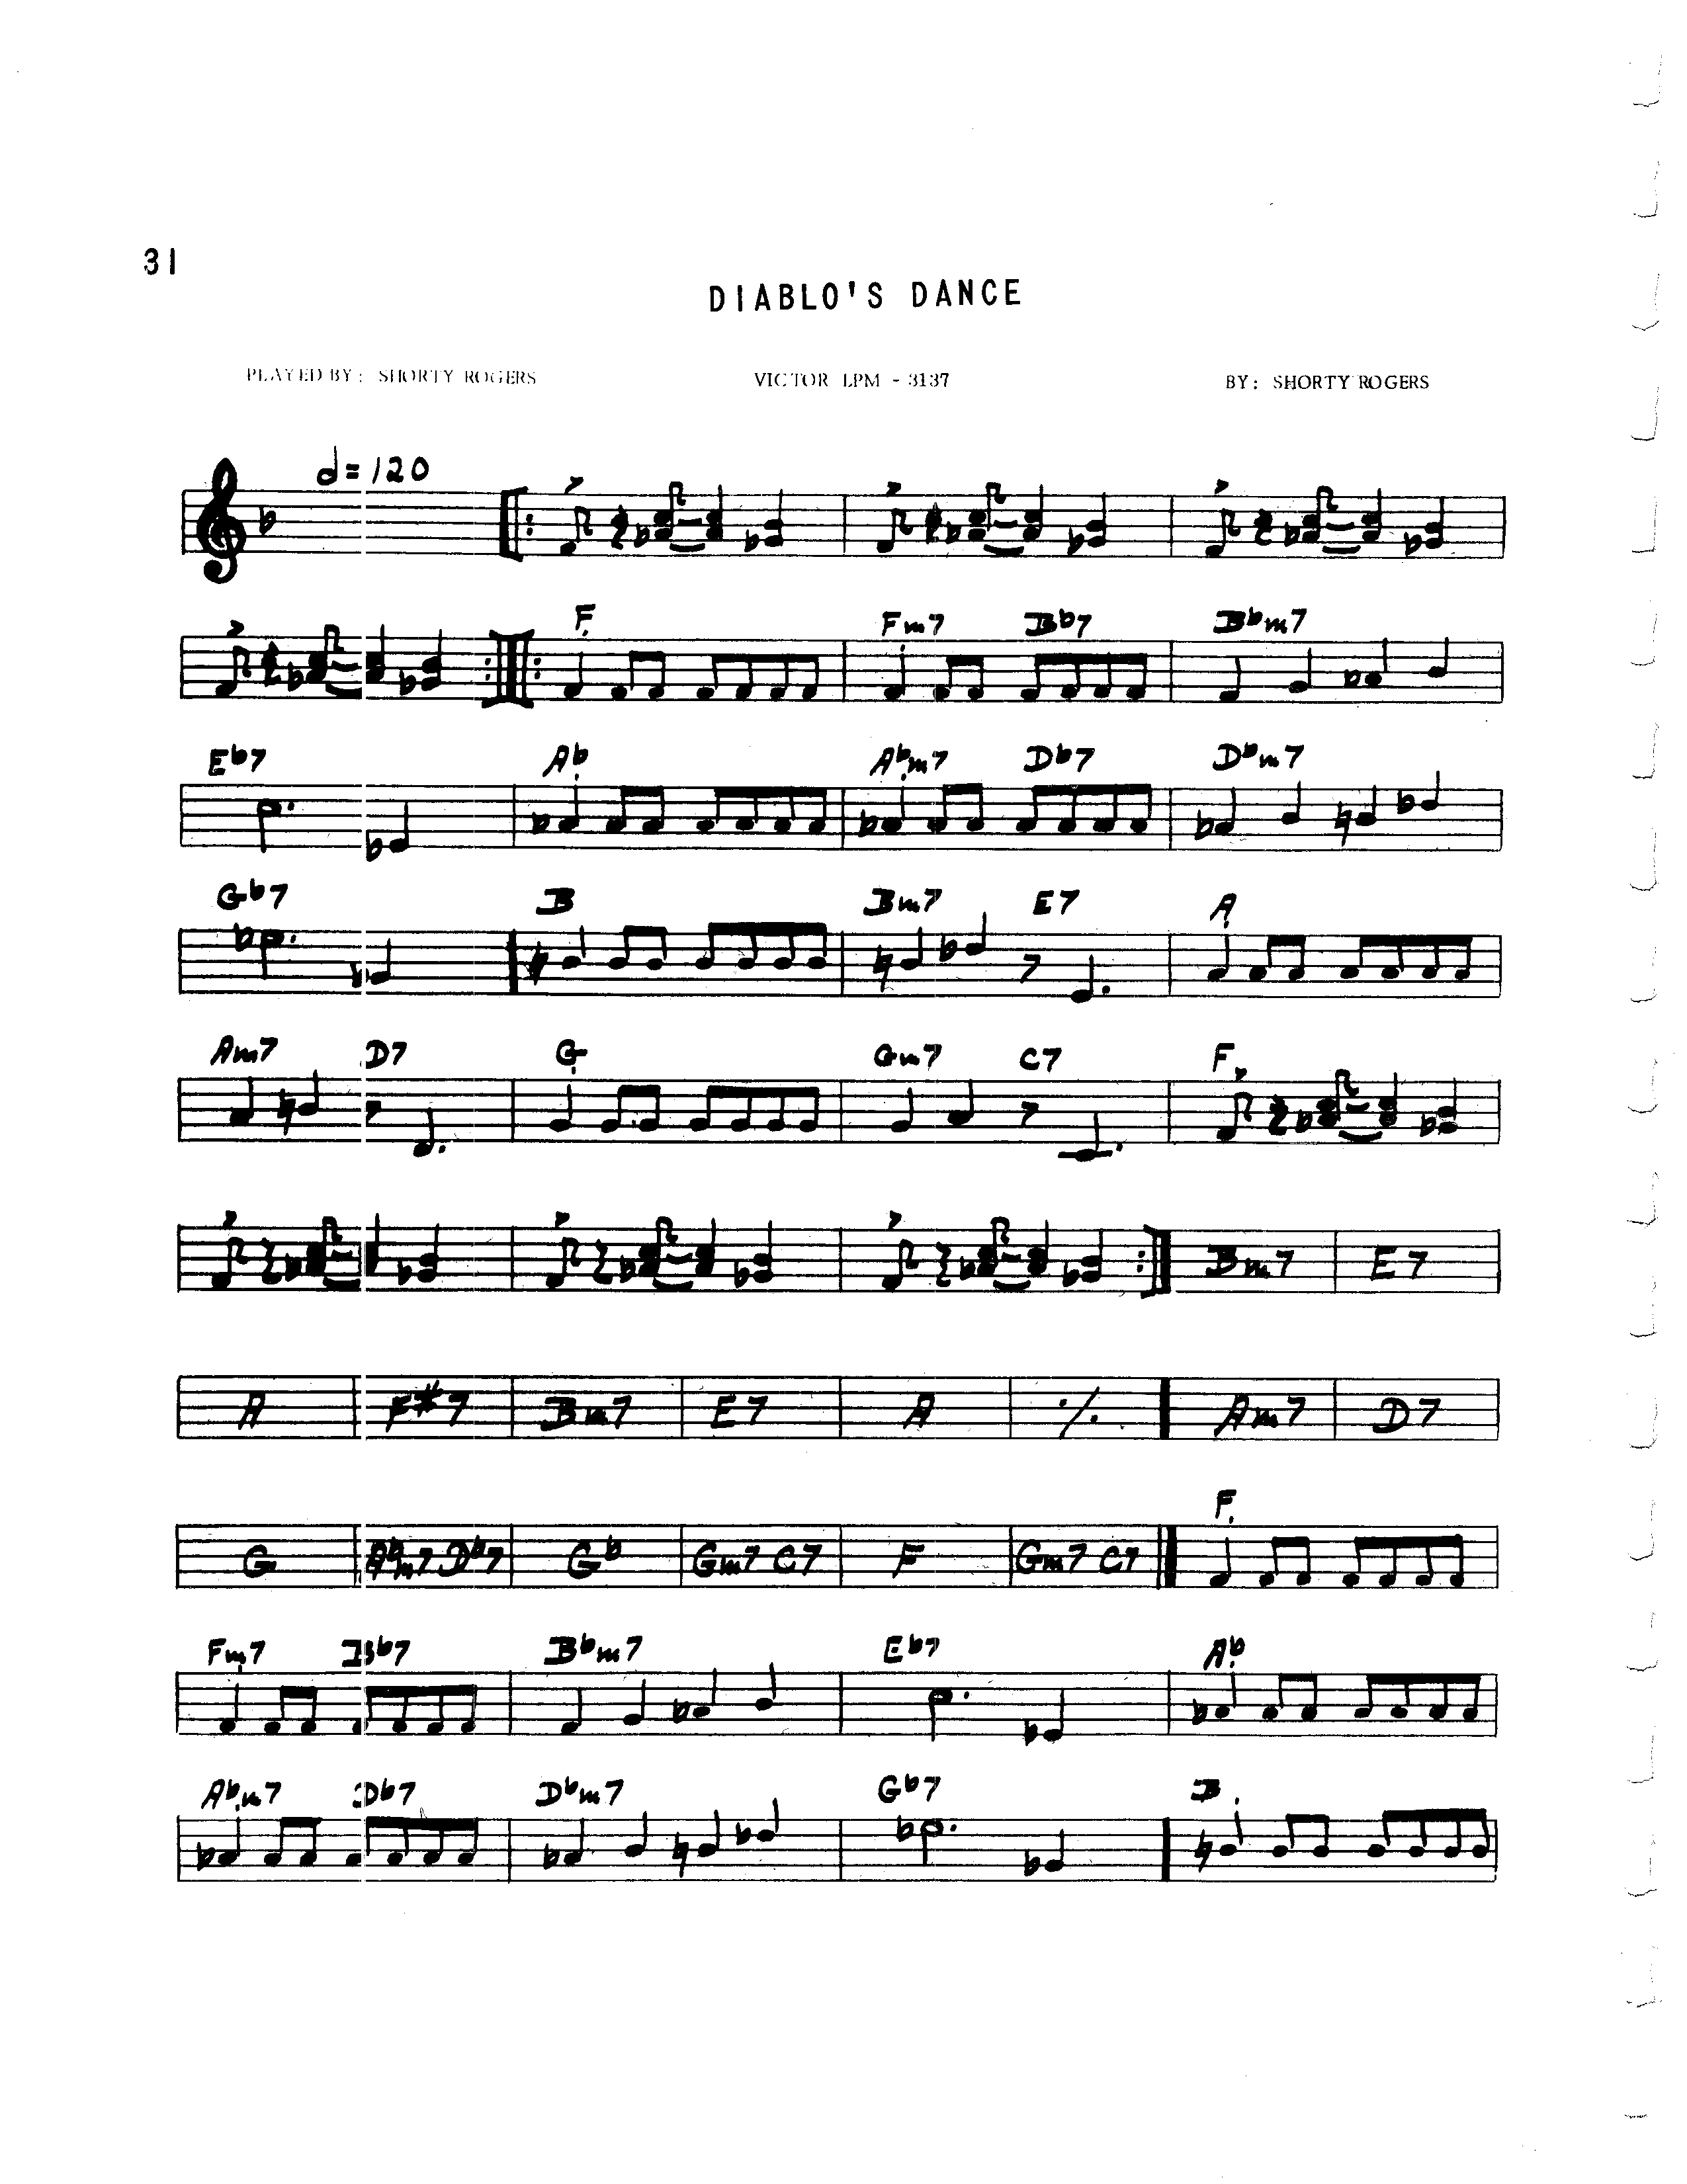 31
DIABLO'S DANCE
PLAYED BY: SHORTY ROGERS VICTOR LPM - 3137 BY: SHORTY ROGERS
𝅗𝅥 = 120
F Fm7 B♭7 B♭m7
E♭7 A♭ A♭m7 D♭7 D♭m7
G♭7 B Bm7 E7 A
Am7 D7 G Gm7 C7 F
Bm7 E7
A F#7 Bm7 E7 A ٪ Am7 D7
F
G A♭m7 D♭7 G♭ Gm7 C7 F Gm7 C7
Fm7 B♭7 B♭m7 E♭7 A♭
A♭m7 D♭7 D♭m7 G♭7 B